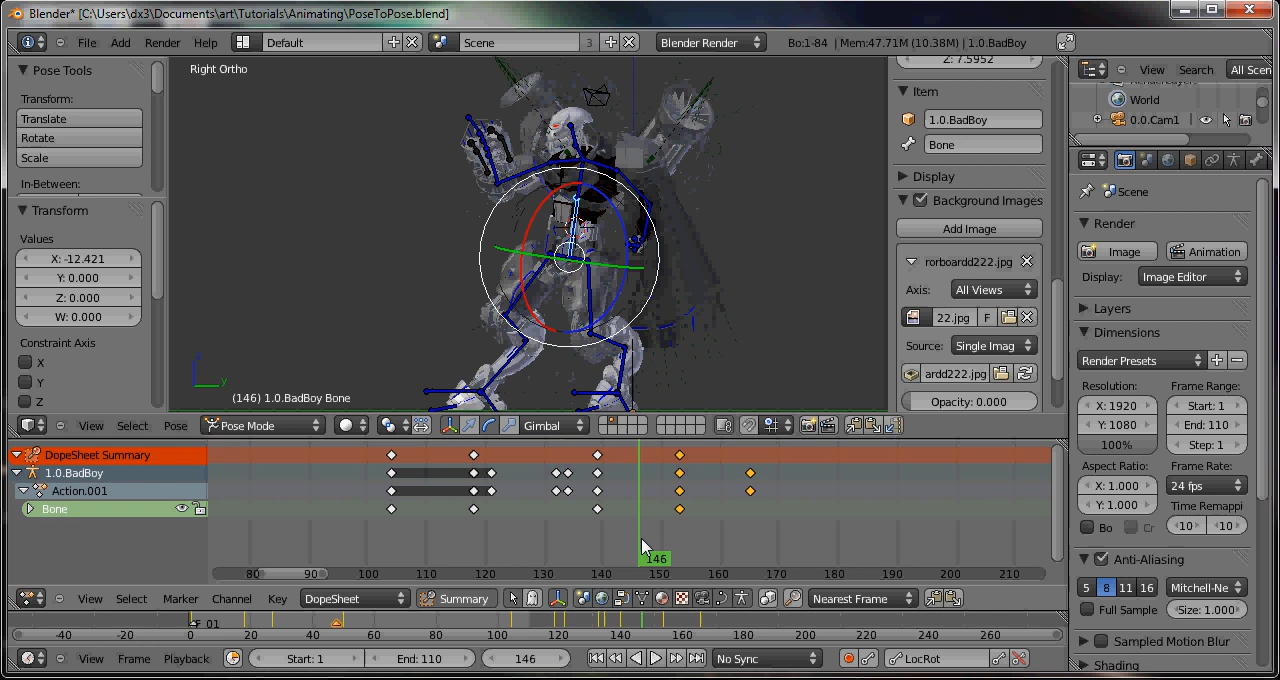 Blender* [C:\Users\dx3\Documents\art\Tutorials\Animating\PoseToPose.blend]
File Add Render Help Default Scene 3 Blender Render Bo:1-84 | Mem:47.71M (10.38M) | 1.0.BadBoy
Pose Tools
Transform:
Translate
Rotate
Scale
In-Between:
Transform
Values
X: -12.421
Y: 0.000
Z: 0.000
W: 0.000
Constraint Axis
X
Y
Z
Right Ortho
y
(146) 1.0.BadBoy Bone
Z: 7.5952
Item
1.0.BadBoy
Bone
Display
Background Images
Add Image
rorboardd222.jpg
Axis: All Views
22.jpg F
Source: Single Imag
ardd222.jpg
Opacity: 0.000
View Select Pose Pose Mode Gimbal
DopeSheet Summary
1.0.BadBoy
Action.001
Bone
146
80 90 100 110 120 130 140 150 160 170 180 190 200 210
View Select Marker Channel Key DopeSheet Summary Nearest Frame
F_01
-40 -20 0 20 40 60 80 100 120 140 160 180 200 220 240 260
View Frame Playback Start: 1 End: 110 146 No Sync LocRot
View Search All Scen
World
0.0.Cam1
Scene
Render
Image Animation
Display: Image Editor
Layers
Dimensions
Render Presets
Resolution: Frame Range:
X: 1920 Start: 1
Y: 1080 End: 110
100% Step: 1
Aspect Ratio: Frame Rate:
X: 1.000 24 fps
Y: 1.000 Time Remappi
Bo Cr 10 10
Anti-Aliasing
5 8 11 16 Mitchell-Ne
Full Sample Size: 1.000
Sampled Motion Blur
Shading